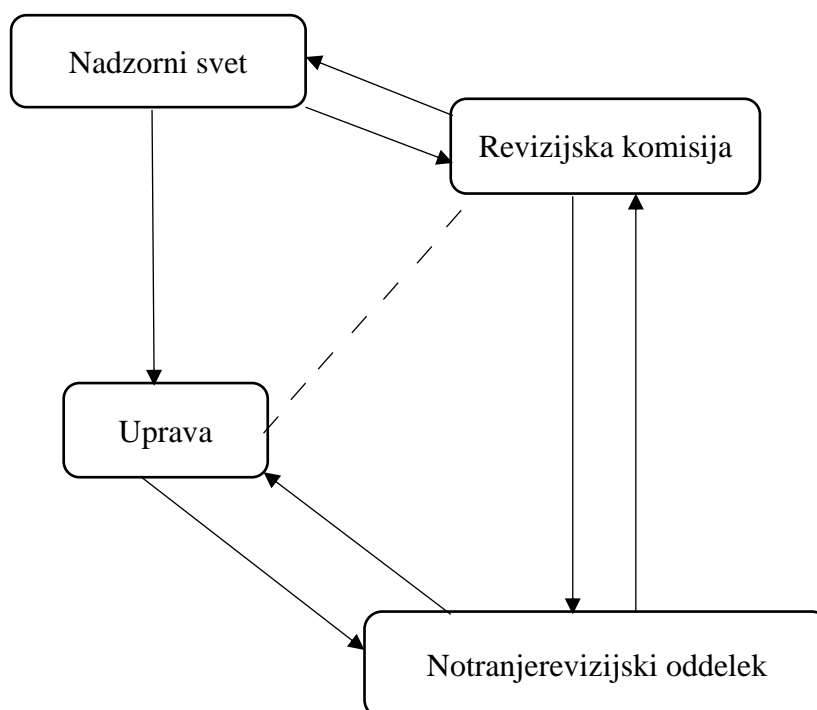 Nadzorni svet
Revizijska komisija
Uprava
Notranjerevizijski oddelek